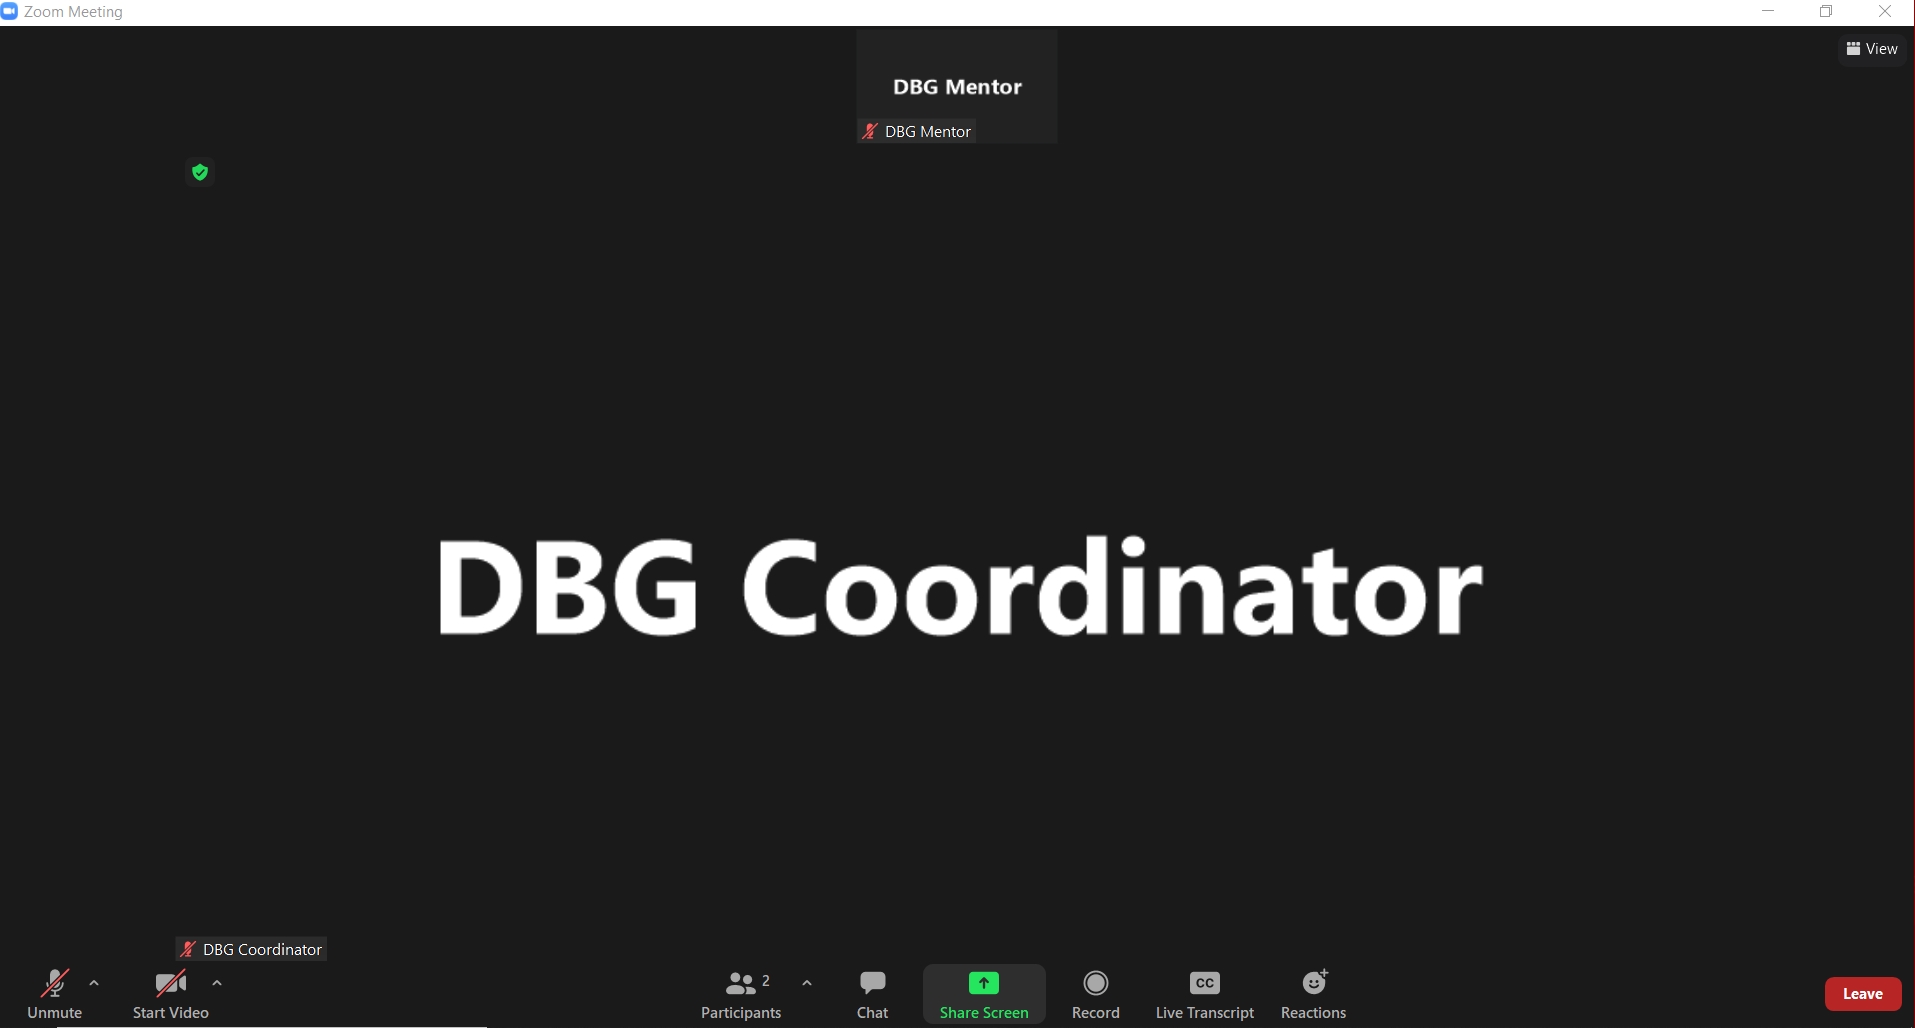 Zoom Meeting
View
DBG Mentor
DBG Mentor
DBG Coordinator
DBG Coordinator
Unmute
Start Video
2
Participants
Chat
Share Screen
Record
CC
Live Transcript
Reactions
Leave